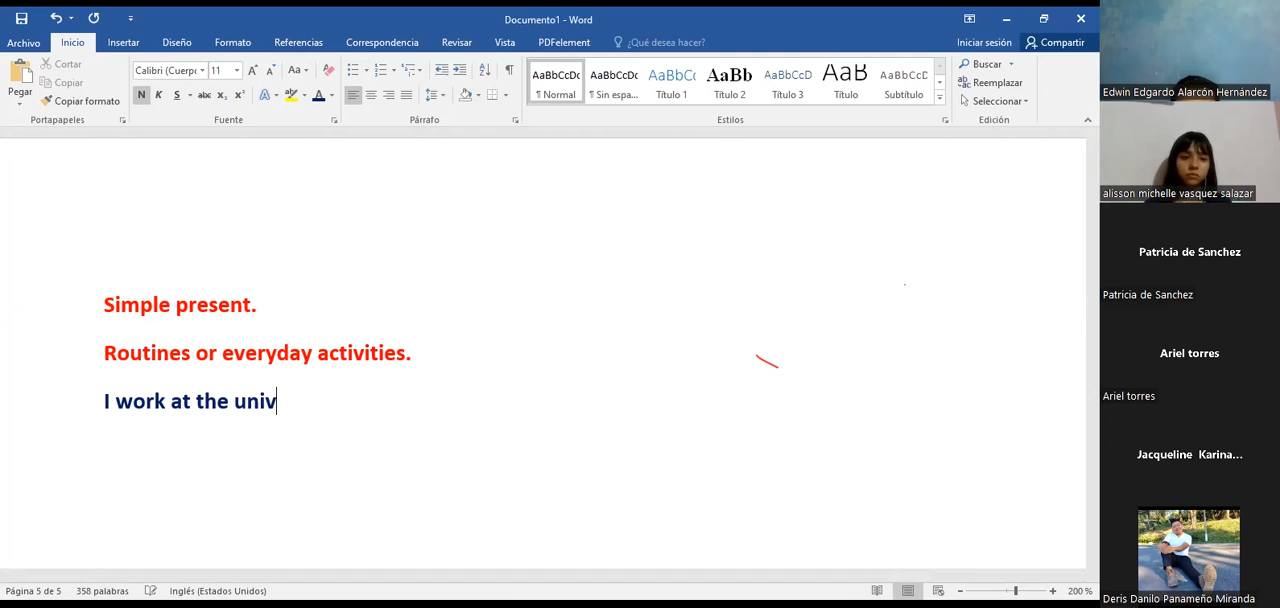 Documento1 - Word
Archivo Inicio Insertar Diseño Formato Referencias Correspondencia Revisar Vista PDFelement ¿Qué desea hacer? Iniciar sesión Compartir
Pegar
Cortar
Copiar
Copiar formato
Portapapeles
Calibri (Cuerpo 11 Aa
N K S abc x₂ x² A aby A
Fuente
Párrafo
AaBbCcDc AaBbCcDc AaBbCc AaBb AaBbCcD AaB AaBbCcD
¶ Normal ¶ Sin espa... Título 1 Título 2 Título 3 Título Subtítulo
Estilos
Buscar
Reemplazar
Seleccionar
Edición
Simple present.
Routines or everyday activities.
I work at the univ
Página 5 de 5 358 palabras Inglés (Estados Unidos) 200 %
Edwin Edgardo Alarcón Hernández
alisson michelle vasquez salazar
Patricia de Sanchez
Patricia de Sanchez
Ariel torres
Ariel torres
Jacqueline Karina...
Deris Danilo Panameño Miranda